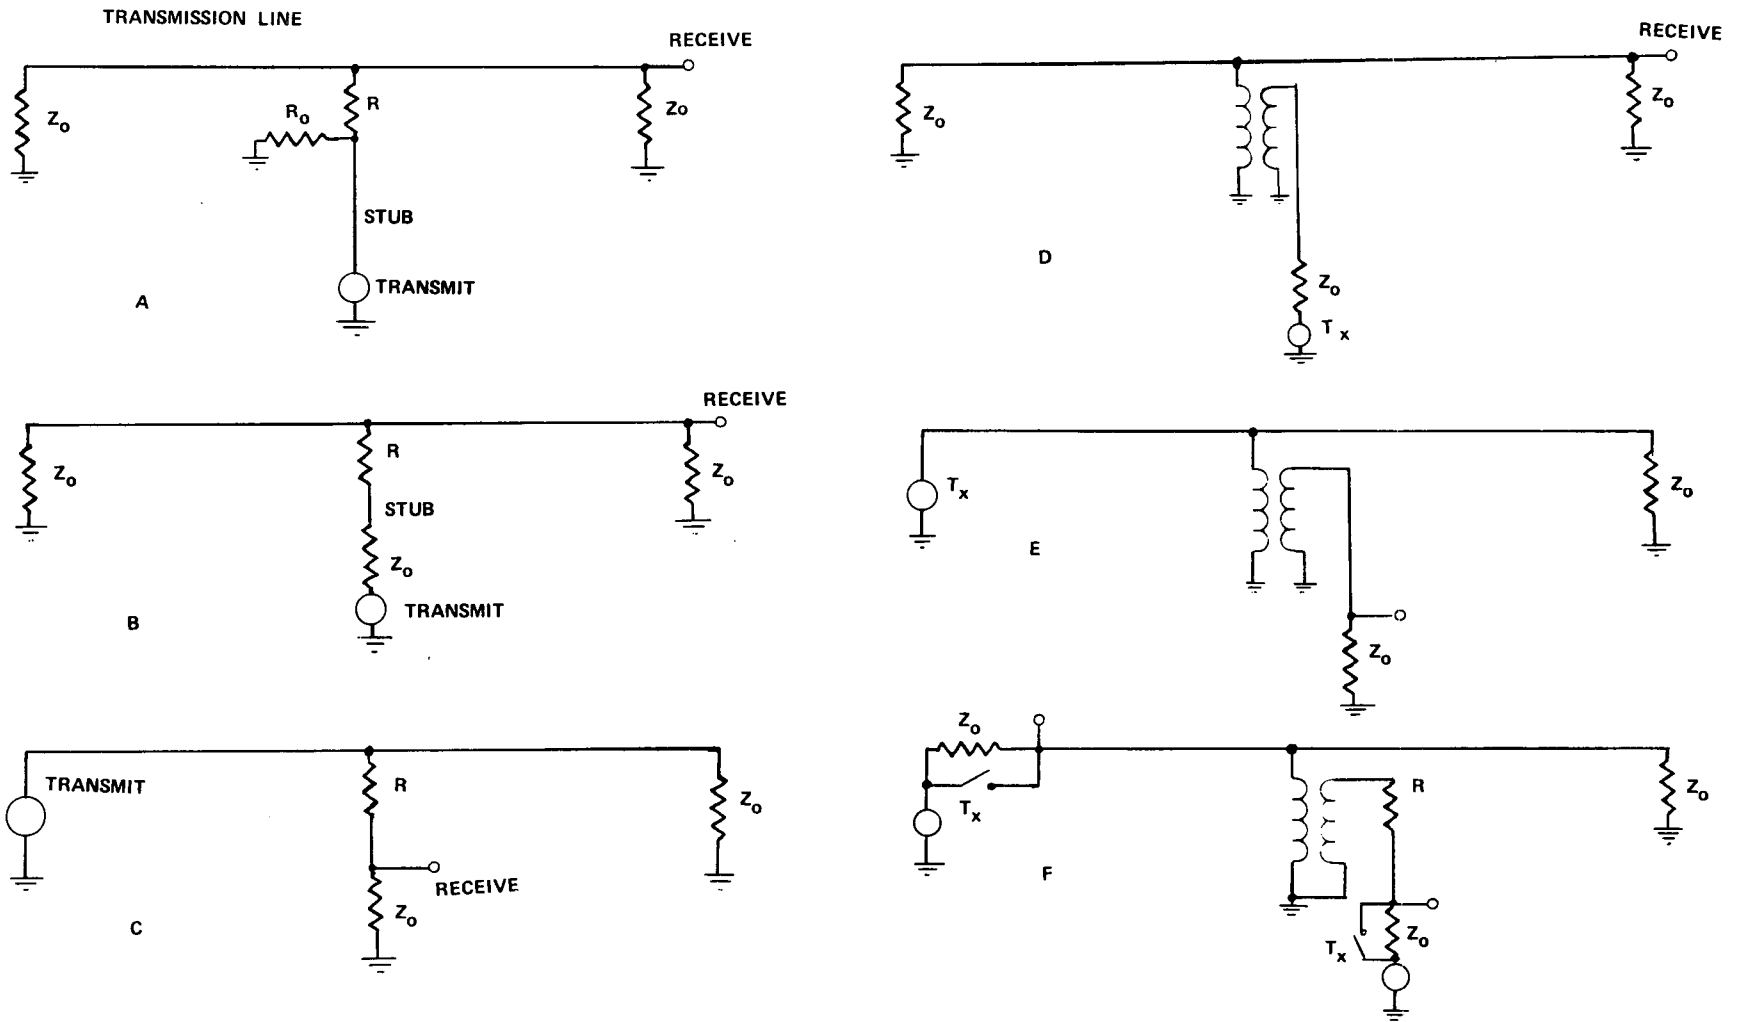 TRANSMISSION LINE
RECEIVE
Zo
Ro
R
Zo
STUB
TRANSMIT
A
RECEIVE
Zo
R
Zo
STUB
Zo
TRANSMIT
B
TRANSMIT
R
Zo
RECEIVE
Zo
C
RECEIVE
Zo
Zo
D
Zo
Tx
Tx
Zo
E
Zo
Zo
Tx
R
Zo
F
Tx
Zo